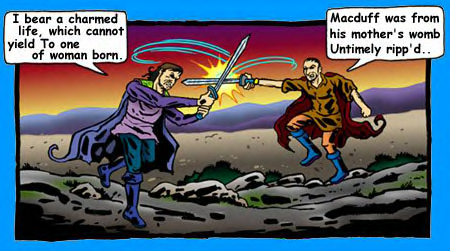 I bear a charmed
life, which cannot
yield To one
of woman born.
Macduff was from
his mother's womb
Untimely ripp'd..